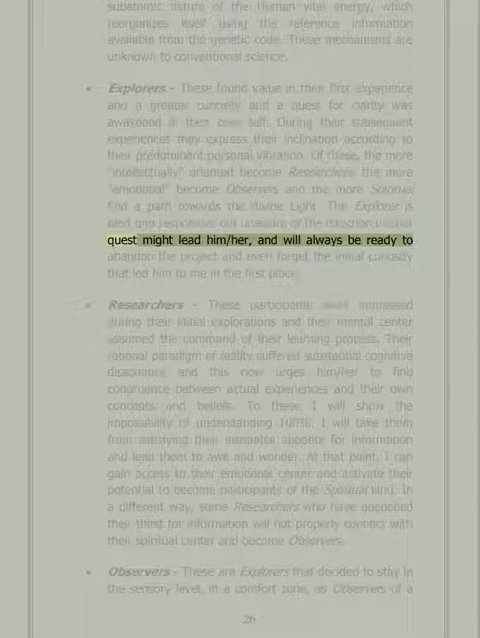 subatomic nature of the Human vital energy, which
reorganizes itself using the reference information
available from the genetic code. These mechanisms are
unknown to conventional science.
• Explorers - These found value in their first experience
and a greater curiosity and a quest for clarity was
awakened in their core self. During their subsequent
experiences they express their inclination according to
their predominant personal vibration. Of these, the more
"intellectually" oriented become Researchers, the more
"emotional" become Observers and the more Spiritual
find a path towards the divine Light. The Explorer is
and responsive but unaware of the direction
quest might lead him/her, and will always be ready to
abandon the project and even forget the initial curiosity
that led him to me in the first place.
• Researchers - These participants were impressed
during their initial explorations and their mental center
assumed the command of their learning process. Their
rational paradigm of reality suffered substantial cognitive
dissonance and this now urges him/her to find
congruence between actual experiences and their own
concepts and beliefs. To these I will show the
impossibility of understanding 100%. I will take them
from satisfying their insatiable appetite for information
and lead them to awe and wonder. At that point, I can
gain access to their emotional center and activate their
potential to become participants of the Spiritual kind. In
a different way, some Researchers who have appeased
their thirst for information will not properly connect with
their spiritual center and become Observers.
• Observers - These are Explorers that decided to stay in
the sensory level, in a comfort zone, as Observers of a
26